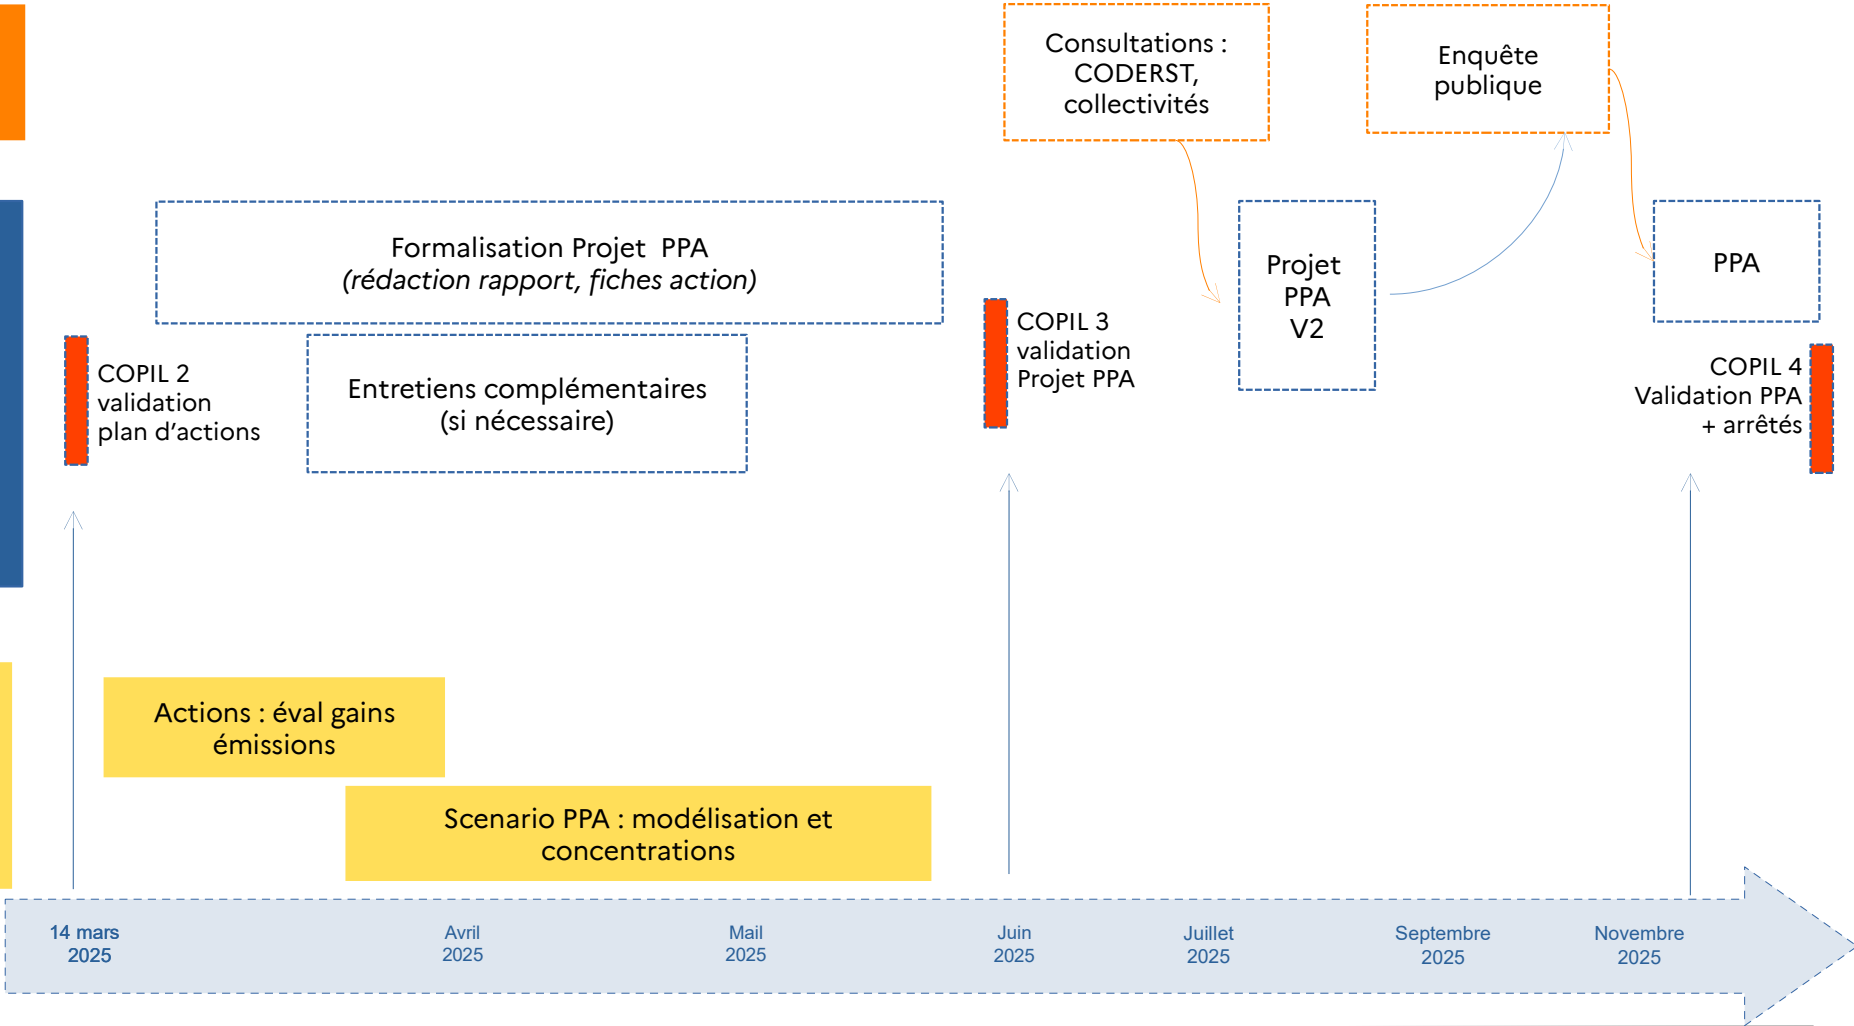 Consultations :
CODERST,
collectivités
Enquête
publique
Formalisation Projet PPA
(rédaction rapport, fiches action)
Projet
PPA
V2
PPA
COPIL 2
validation
plan d'actions
Entretiens complémentaires
(si nécessaire)
COPIL 3
validation
Projet PPA
COPIL 4
Validation PPA
+ arrêtés
Actions : éval gains
émissions
Scenario PPA : modélisation et
concentrations
14 mars
2025
Avril
2025
Mail
2025
Juin
2025
Juillet
2025
Septembre
2025
Novembre
2025